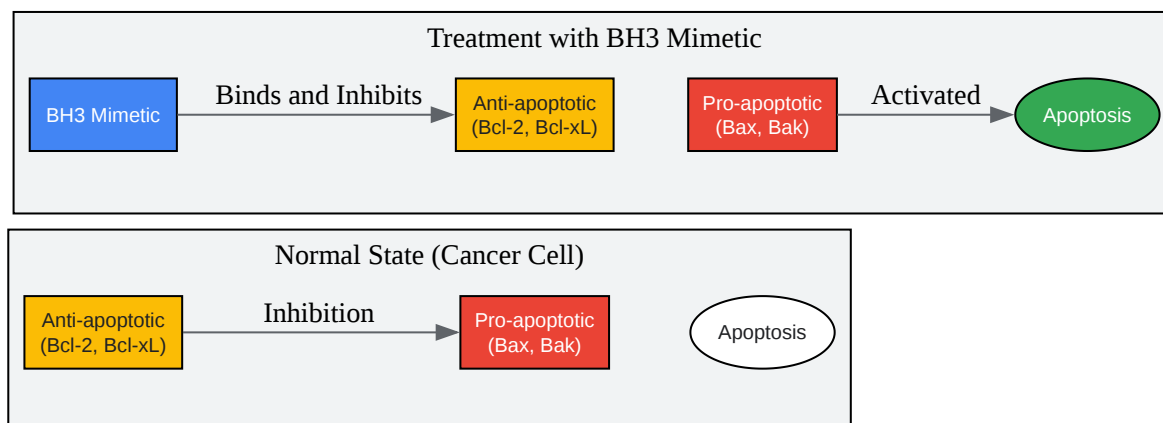 Treatment with BH3 Mimetic
BH3 Mimetic
Binds and Inhibits
Anti-apoptotic
(Bcl-2, Bcl-xL)
Pro-apoptotic
(Bax, Bak)
Activated
Apoptosis
Normal State (Cancer Cell)
Anti-apoptotic
(Bcl-2, Bcl-xL)
Inhibition
Pro-apoptotic
(Bax, Bak)
Apoptosis